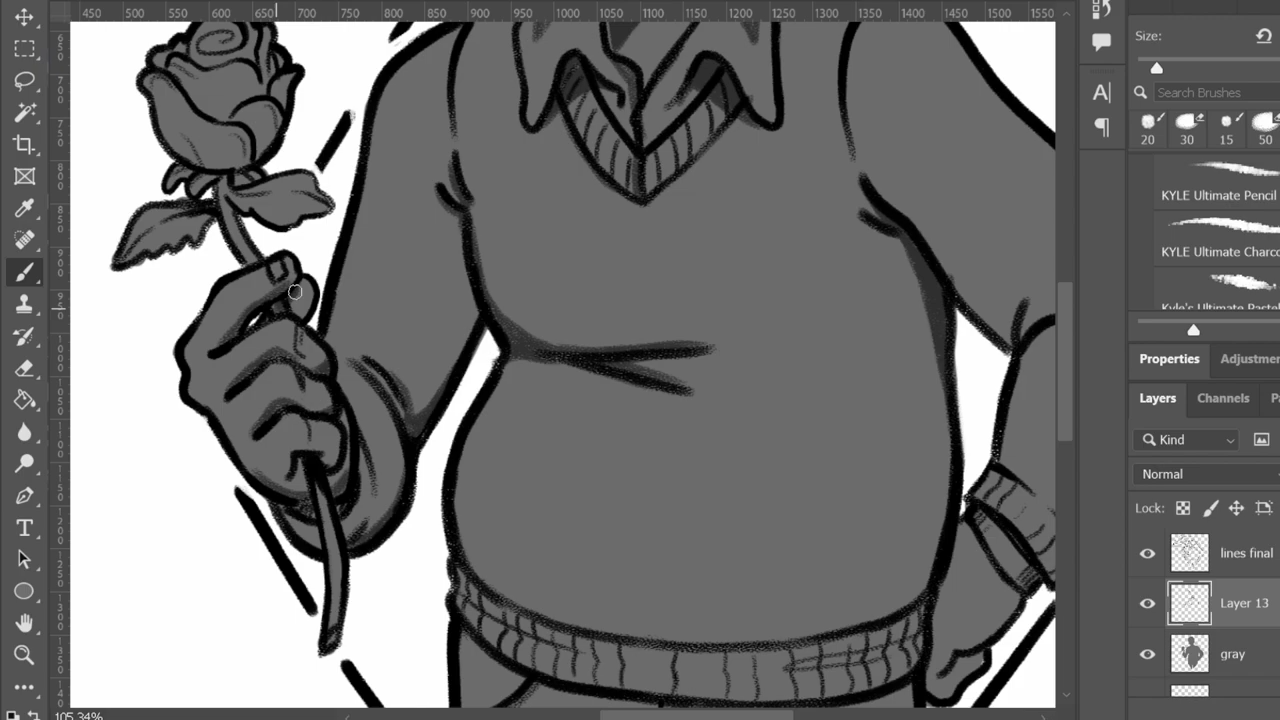 450 500 550 600 650 700 750 800 850 900 950 1000 1050 1100 1150 1200 1250 1300 1350 1400 1450 1500 1550
Size:
Search Brushes
20 30 15 50
KYLE Ultimate Pencil
KYLE Ultimate Charco
Kyle's Ultimate Paste
Properties Adjustmen
Layers Channels Pa
Kind
Normal
Lock:
lines final
Layer 13
gray
105.34%